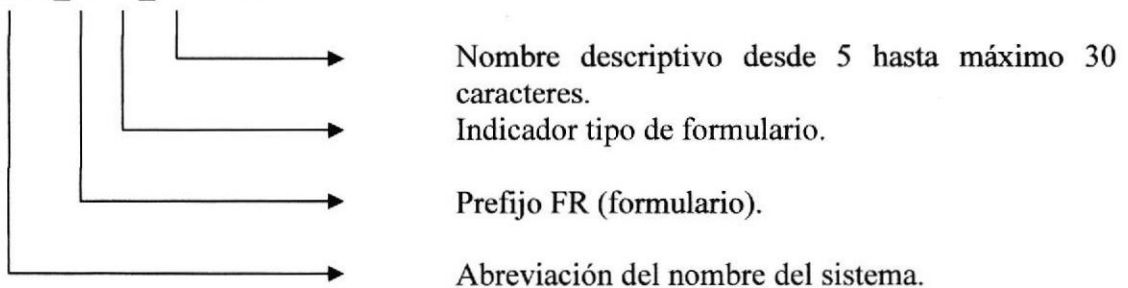 Nombre descriptivo desde 5 hasta máximo 30
caracteres.
Indicador tipo de formulario.
Prefijo FR (formulario).
Abreviación del nombre del sistema.